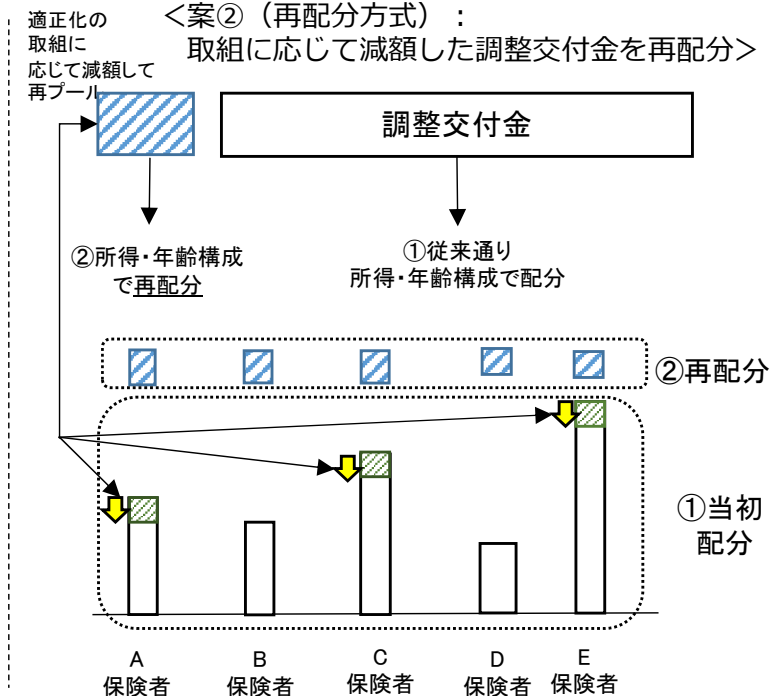 適正化の
取組に
応じて減額して
再プール
<案②(再配分方式):
取組に応じて減額した調整交付金を再配分>
調整交付金
②所得・年齢構成
で再配分
①従来通り
所得・年齢構成で配分
②再配分
①当初
配分
A
保険者
B
保険者
C
保険者
D
保険者
E
保険者